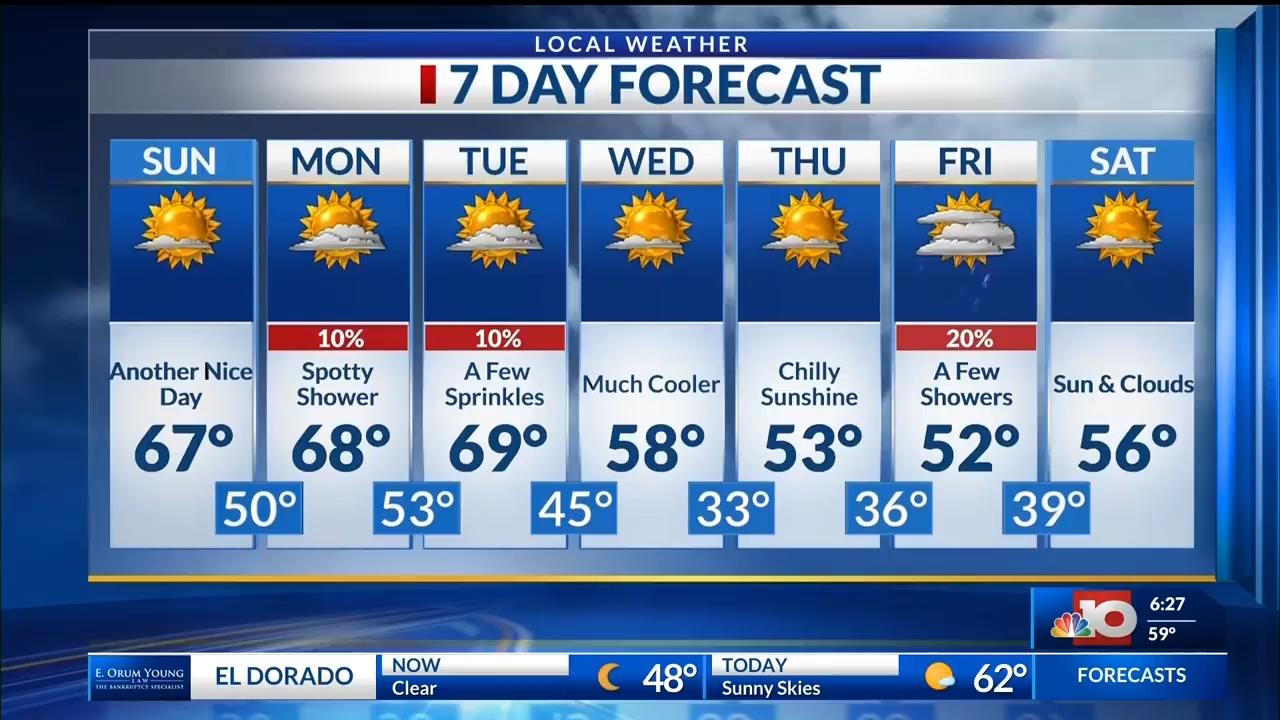 LOCAL WEATHER
7 DAY FORECAST
SUN MON TUE WED THU FRI SAT
10% 10% 20%
Another Nice Day
Spotty Shower
A Few Sprinkles
Much Cooler
Chilly Sunshine
A Few Showers
Sun & Clouds
67° 68° 69° 58° 53° 52° 56°
50° 53° 45° 33° 36° 39°
10
6:27
59°
E. ORUM YOUNG
LAW
THE BANKRUPTCY SPECIALIST
EL DORADO
NOW
Clear
48°
TODAY
Sunny Skies
62°
FORECASTS